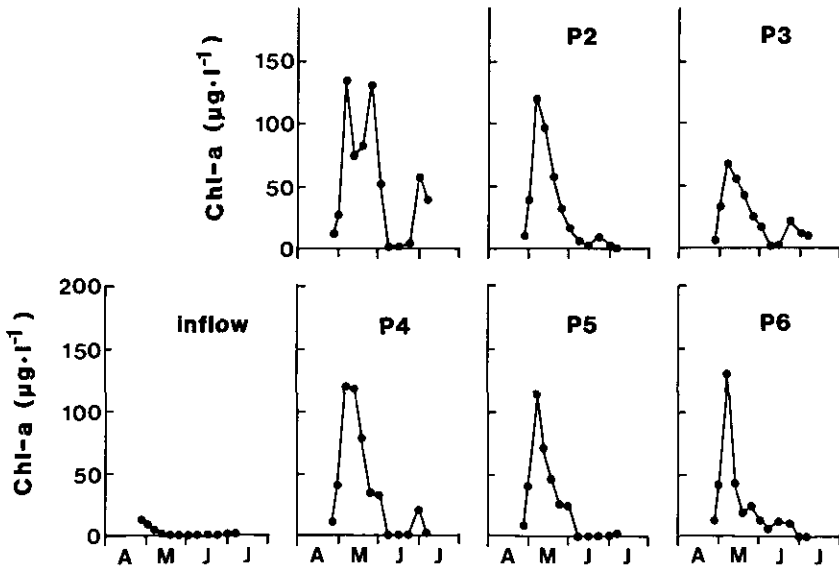 P2
P3
Chl-a (µg·l⁻¹)
150
100
50
0
inflow
P4
P5
P6
Chl-a (µg·l⁻¹)
200
150
100
50
0
A M J J
A M J J
A M J J
A M J J